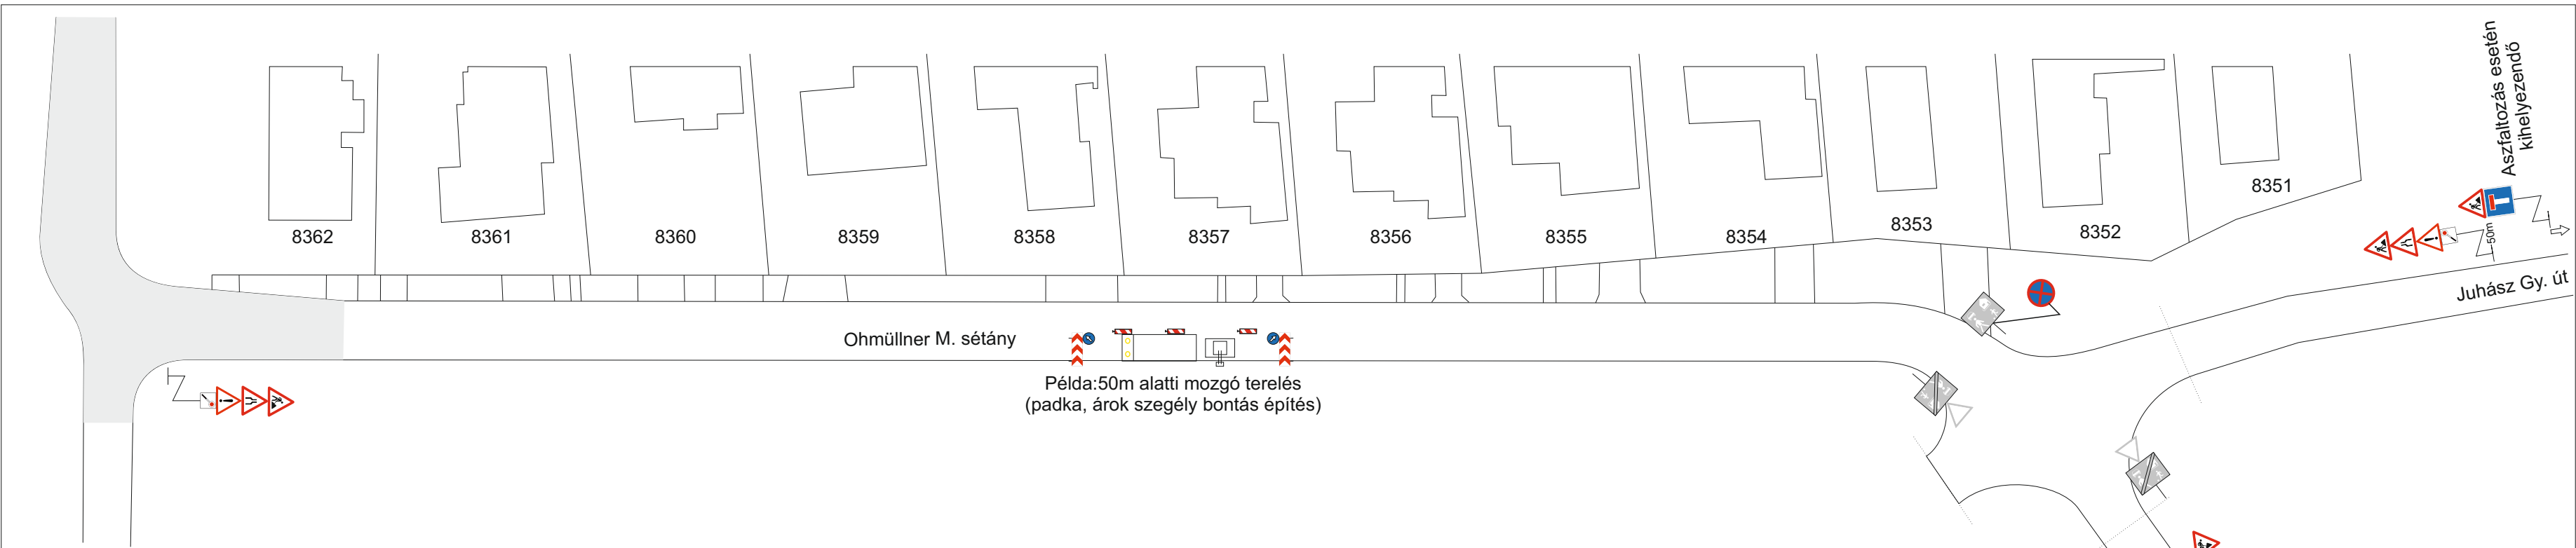 Aszfaltozás esetén
kihelyezendő
8362
8361
8360
8359
8358
8357
8356
8355
8354
8353
8352
8351
50m
Juhász Gy. út
Ohmüllner M. sétány
Példa:50m alatti mozgó terelés
(padka, árok szegély bontás építés)